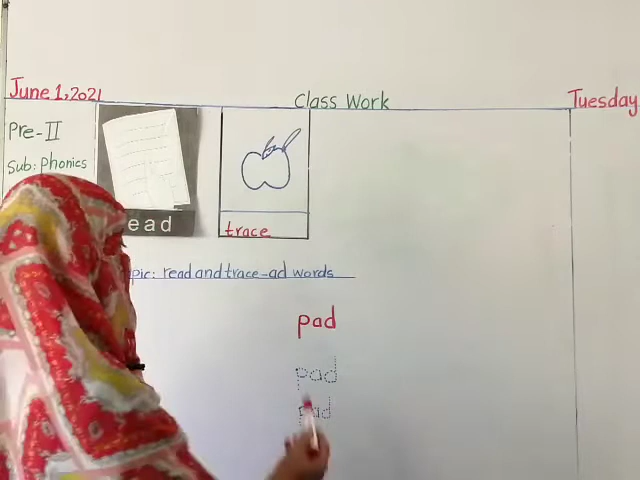 June 1, 2021
Class Work
Tuesday
Pre-II
Sub: Phonics
ead
trace
pic: read and trace -ad words
pad
pad
pad